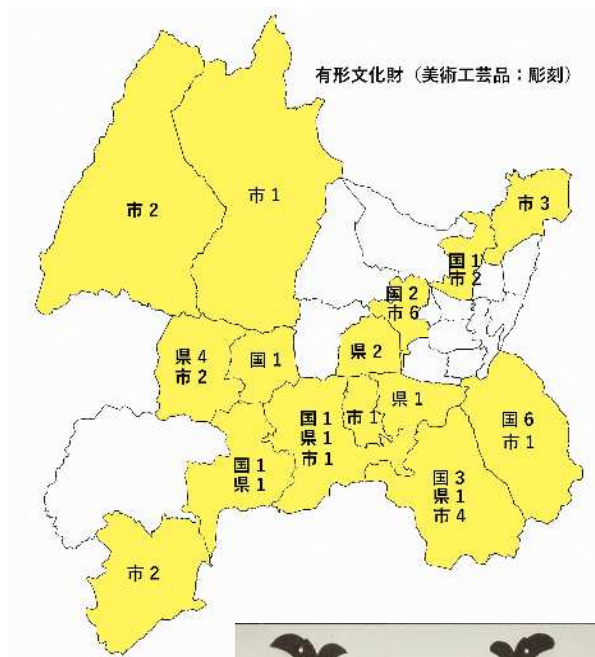 有形文化財（美術工芸品：彫刻）
市 2
市 1
市 3
国 1
市 2
国 2
市 6
県 4
市 2
国 1
県 2
国 1
県 1
市 1
市 1
県 1
国 6
市 1
国 1
県 1
国 3
県 1
市 4
市 2